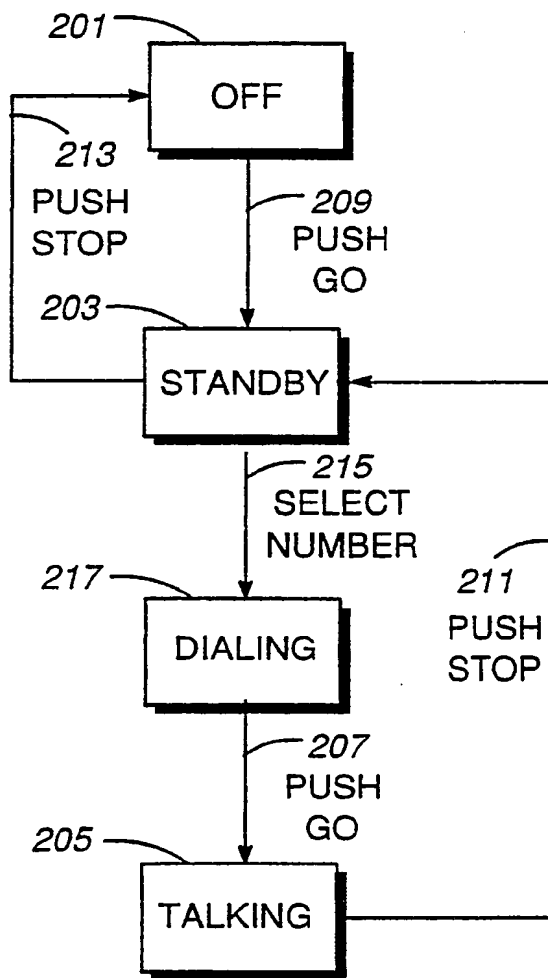 201
OFF
213
PUSH
STOP
209
PUSH
GO
203
STANDBY
215
SELECT
NUMBER
217
DIALING
211
PUSH
STOP
207
PUSH
GO
205
TALKING